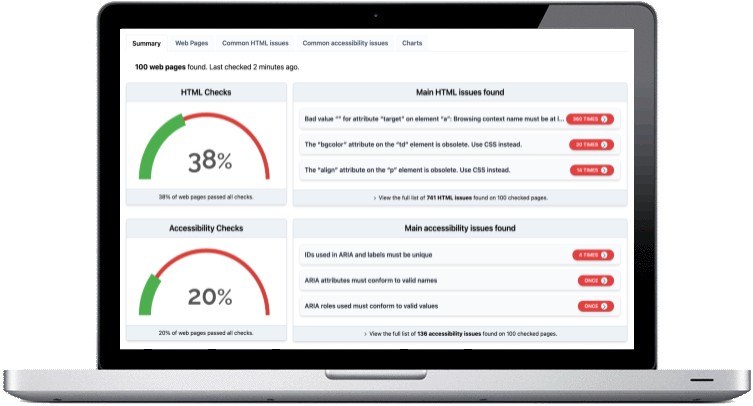 Summary Web Pages Common HTML issues Common accessibility issues Charts
100 web pages found. Last checked 2 minutes ago.
HTML Checks
38%
38% of web pages passed all checks.
Main HTML issues found
Bad value "" for attribute "target" on element "a": Browsing context name must be at l... 360 TIMES
The "bgcolor" attribute on the "td" element is obsolete. Use CSS instead. 20 TIMES
The "align" attribute on the "p" element is obsolete. Use CSS instead. 14 TIMES
› View the full list of 741 HTML issues found on 100 checked pages.
Accessibility Checks
20%
20% of web pages passed all checks.
Main accessibility issues found
IDs used in ARIA and labels must be unique 4 TIMES
ARIA attributes must conform to valid names ONCE
ARIA roles used must conform to valid values ONCE
› View the full list of 136 accessibility issues found on 100 checked pages.